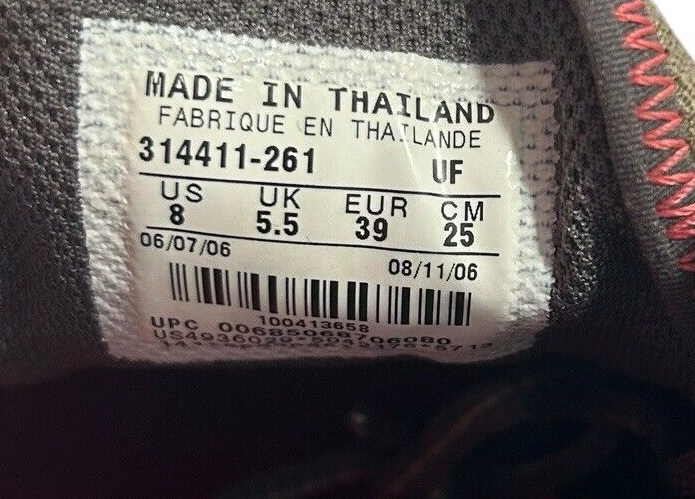 MADE IN THAILAND
FABRIQUE EN THAILANDE
314411-261 UF
US UK EUR CM
8 5.5 39 25
06/07/06
08/11/06
100413658
UPC 00685068706080